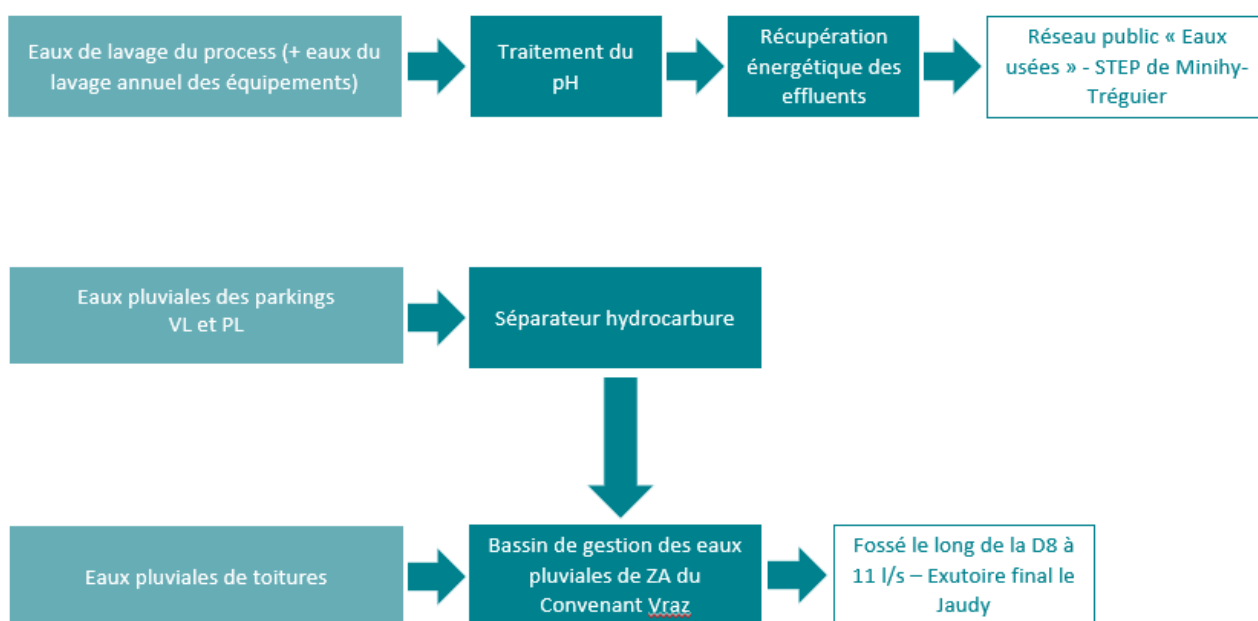 Eaux de lavage du process (+ eaux du
lavage annuel des équipements)
Traitement du
pH
Récupération
énergétique des
effluents
Réseau public « Eaux
usées » - STEP de Minihy-
Tréguier
Eaux pluviales des parkings
VL et PL
Séparateur hydrocarbure
Eaux pluviales de toitures
Bassin de gestion des eaux
pluviales de ZA du
Convenant Vraz
Fossé le long de la D8 à
11 l/s – Exutoire final le
Jaudy